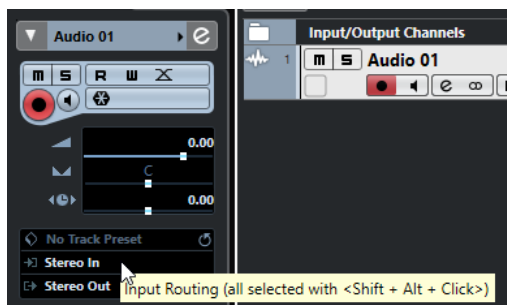 Audio 01
m S R W
0.00
C
0.00
No Track Preset
Stereo In
Stereo Out
Input/Output Channels
1 m S Audio 01
e
Input Routing (all selected with <Shift + Alt + Click>)